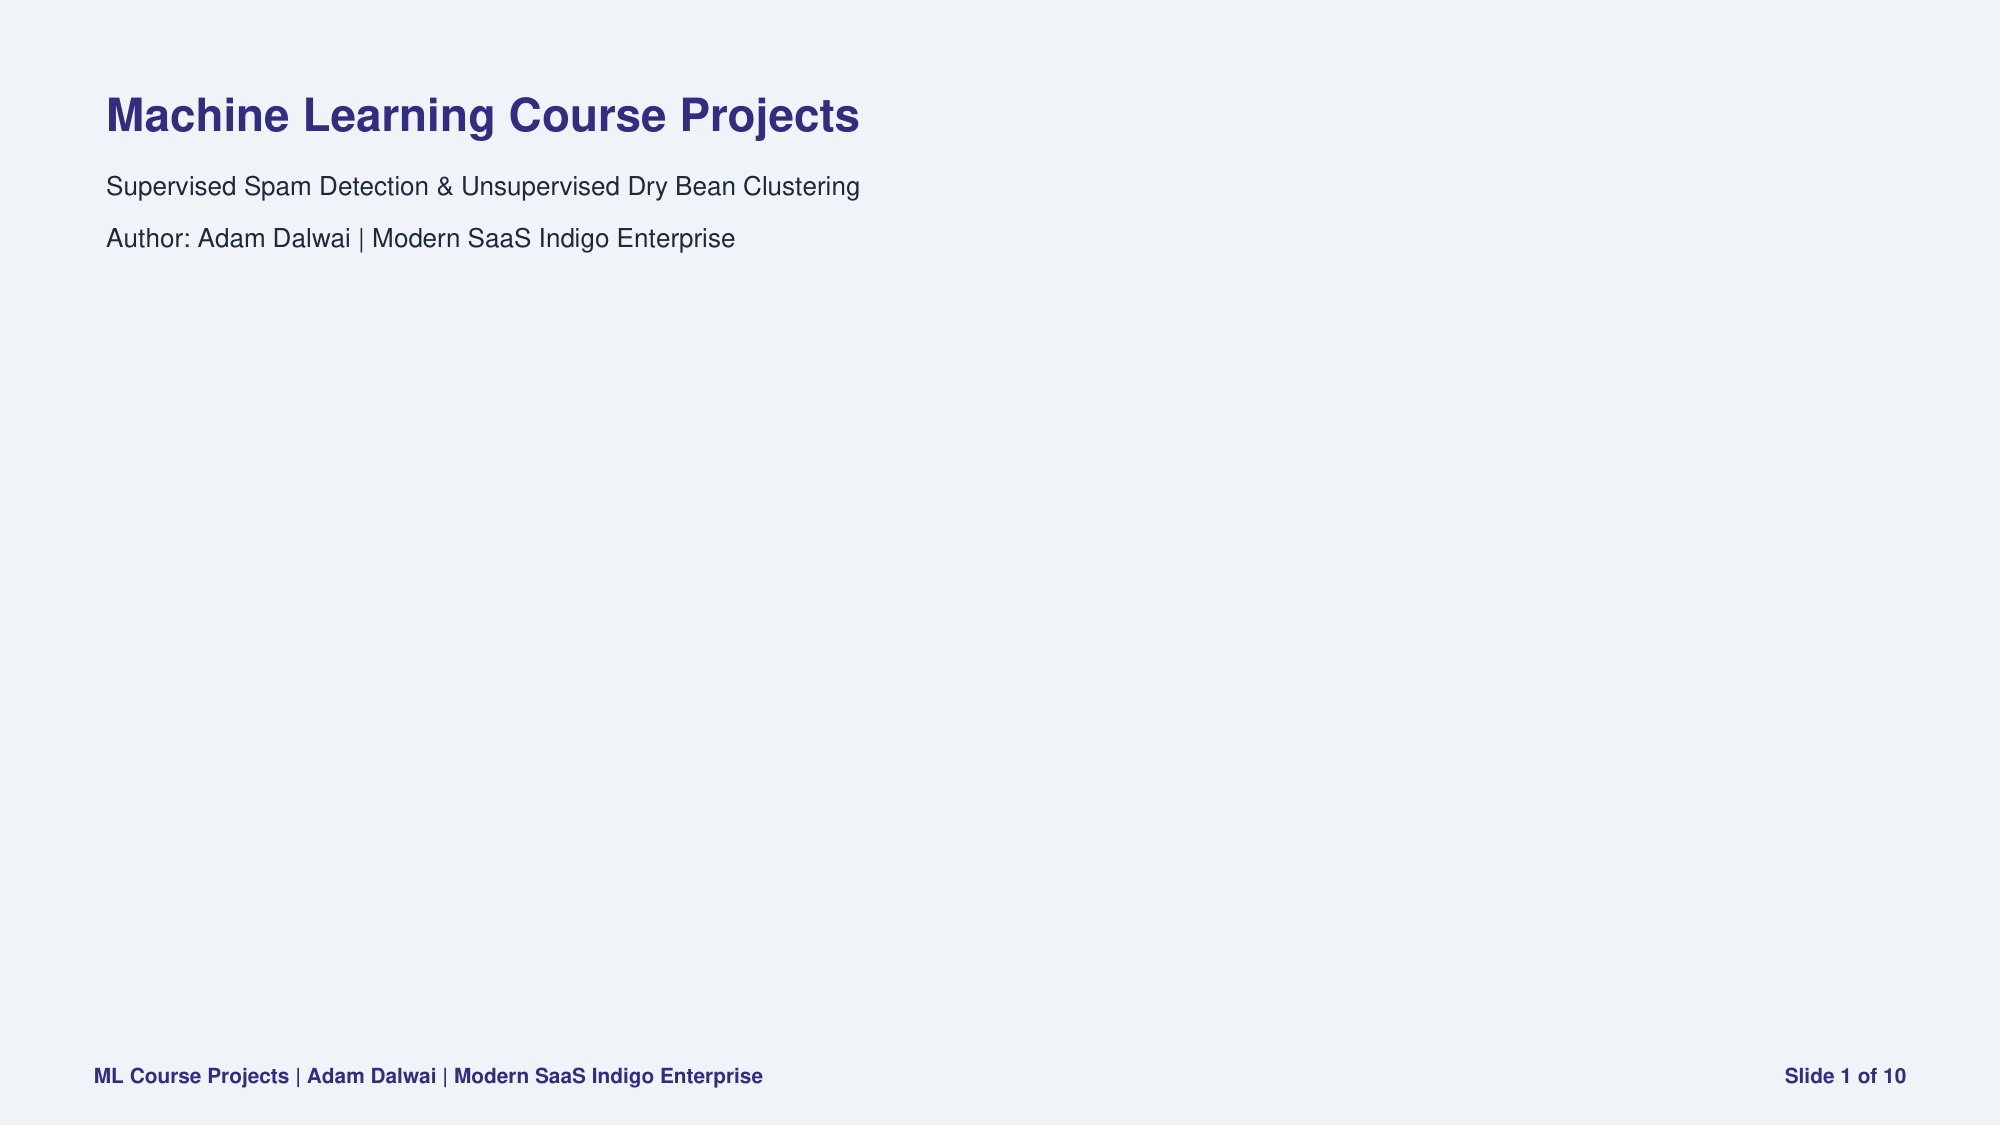 Machine Learning Course Projects
Supervised Spam Detection & Unsupervised Dry Bean Clustering
Author: Adam Dalwai | Modern SaaS Indigo Enterprise
ML Course Projects | Adam Dalwai | Modern SaaS Indigo Enterprise
Slide 1 of 10